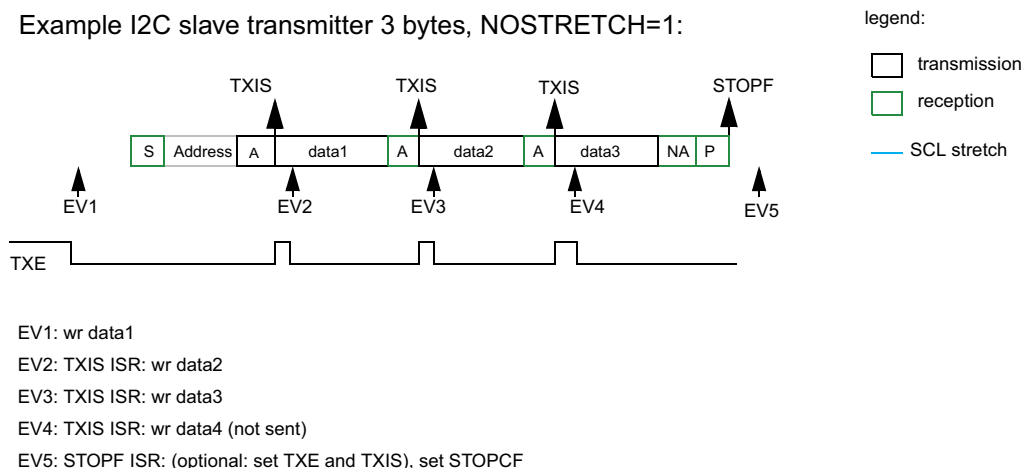 Example I2C slave transmitter 3 bytes, NOSTRETCH=1:
legend:
transmission
reception
SCL stretch
TXIS TXIS TXIS STOPF
S Address A data1 A data2 A data3 NA P
EV1 EV2 EV3 EV4 EV5
TXE
EV1: wr data1
EV2: TXIS ISR: wr data2
EV3: TXIS ISR: wr data3
EV4: TXIS ISR: wr data4 (not sent)
EV5: STOPF ISR: (optional: set TXE and TXIS), set STOPCF